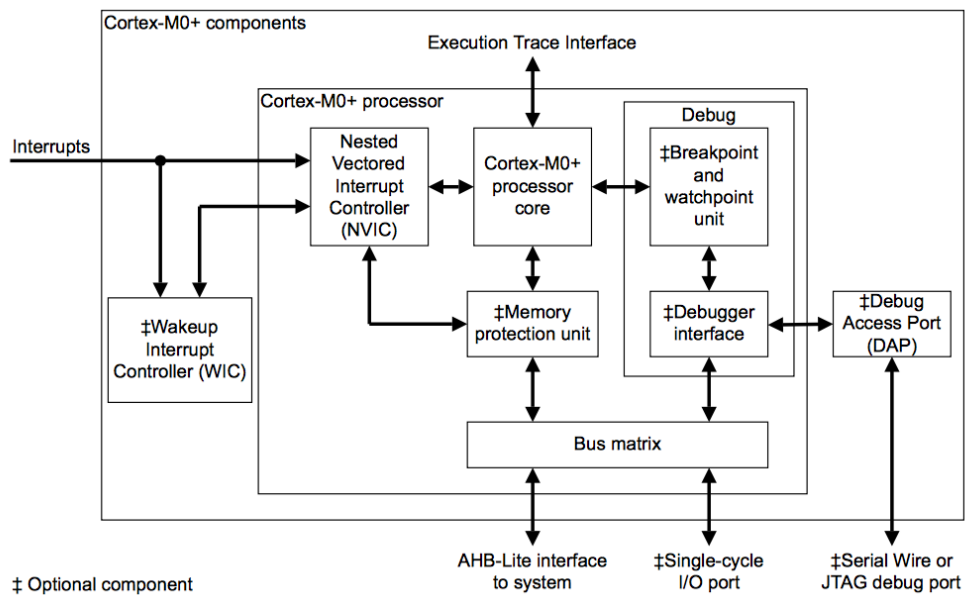 Cortex-M0+ components
Execution Trace Interface
Cortex-M0+ processor
Interrupts
Nested
Vectored
Interrupt
Controller
(NVIC)
Cortex-M0+
processor
core
Debug
‡Breakpoint
and
watchpoint
unit
‡Wakeup
Interrupt
Controller (WIC)
‡Memory
protection unit
‡Debugger
interface
‡Debug
Access Port
(DAP)
Bus matrix
AHB-Lite interface
to system
‡Single-cycle
I/O port
‡Serial Wire or
JTAG debug port
‡ Optional component